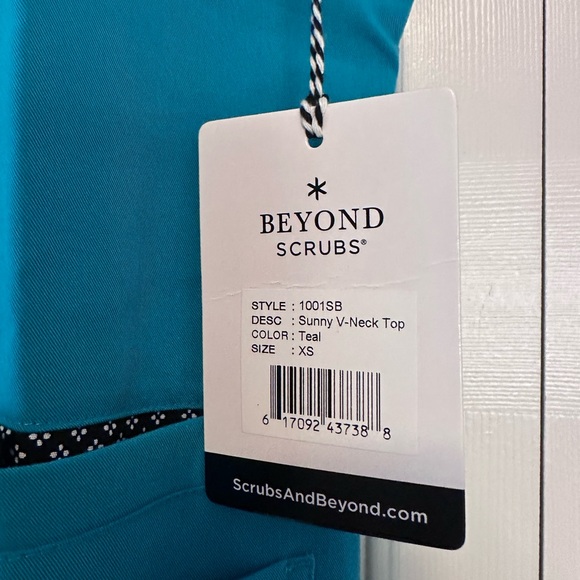 BEYOND
SCRUBS®
STYLE : 1001SB
DESC : Sunny V-Neck Top
COLOR : Teal
SIZE : XS
6 17092 43738 8
ScrubsAndBeyond.com